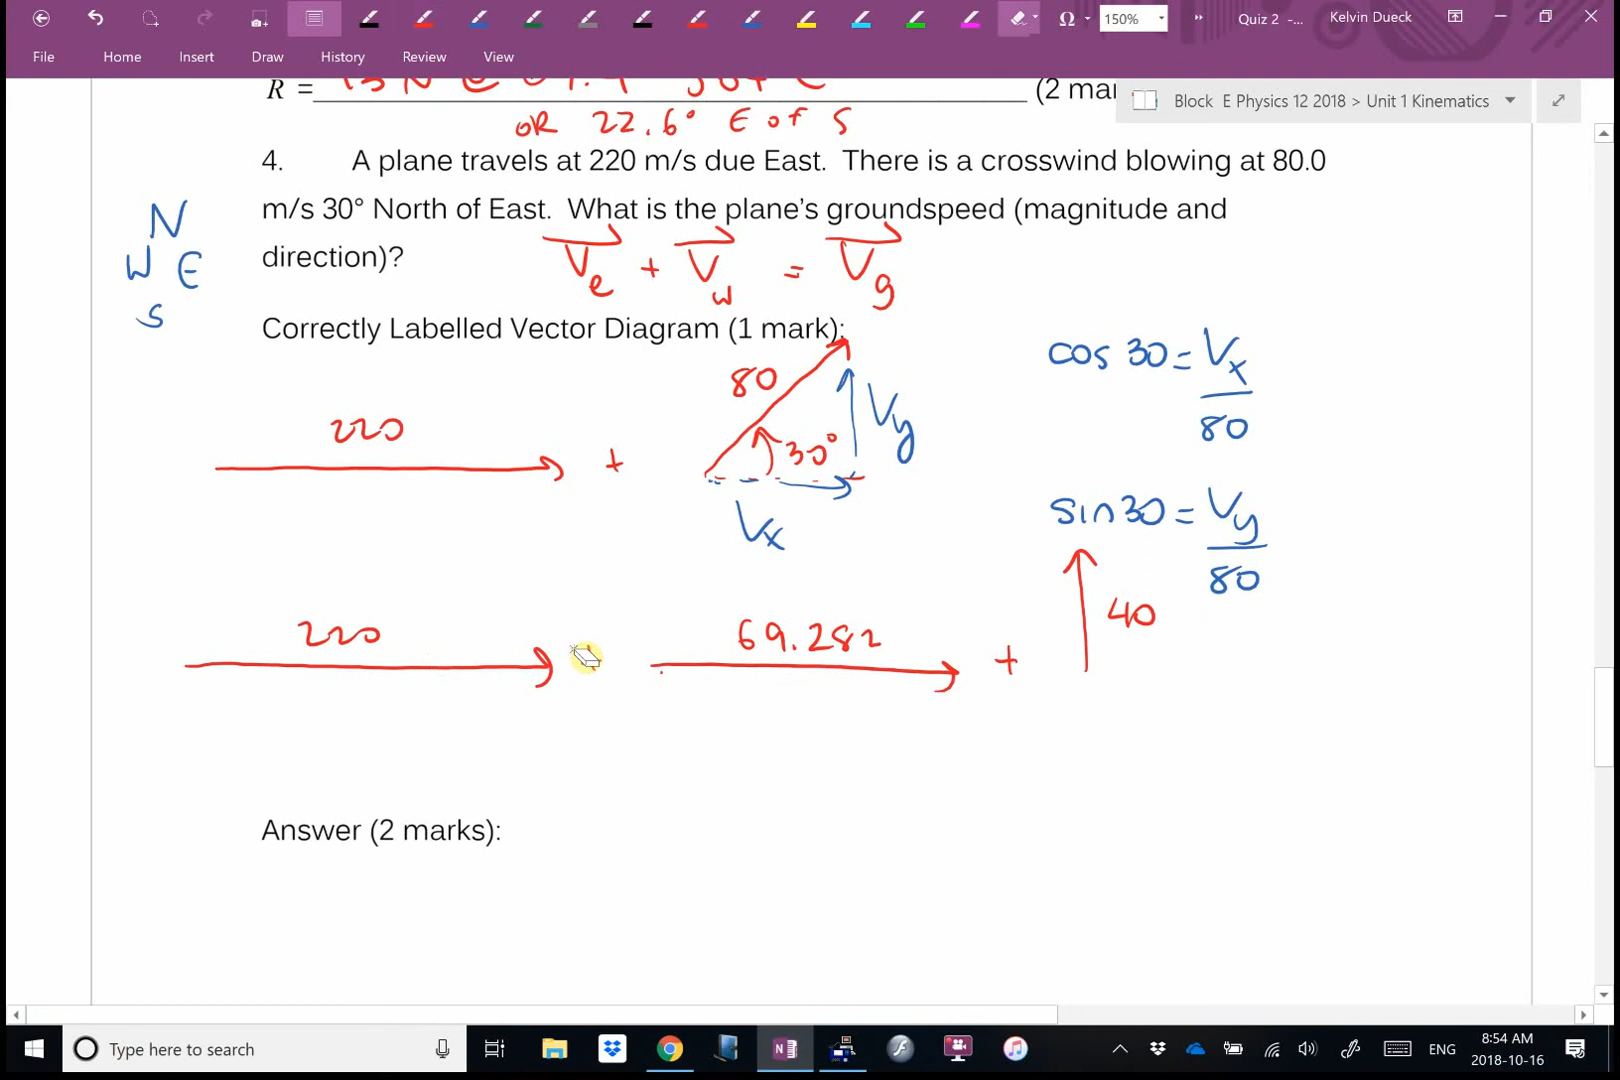 150%
Quiz 2 -...
Kelvin Dueck
File Home Insert Draw History Review View
R = (2 mar
Block E Physics 12 2018 > Unit 1 Kinematics
OR 22.6° E of S
4. A plane travels at 220 m/s due East. There is a crosswind blowing at 80.0
m/s 30° North of East. What is the plane's groundspeed (magnitude and
direction)?
N
W E
S
Ve + Vw = Vg
Correctly Labelled Vector Diagram (1 mark):
220
+
80
30°
Vy
Vx
cos 30 = Vx
80
sin 30 = Vy
80
220
69.282
+
40
Answer (2 marks):
Type here to search
ENG
8:54 AM
2018-10-16